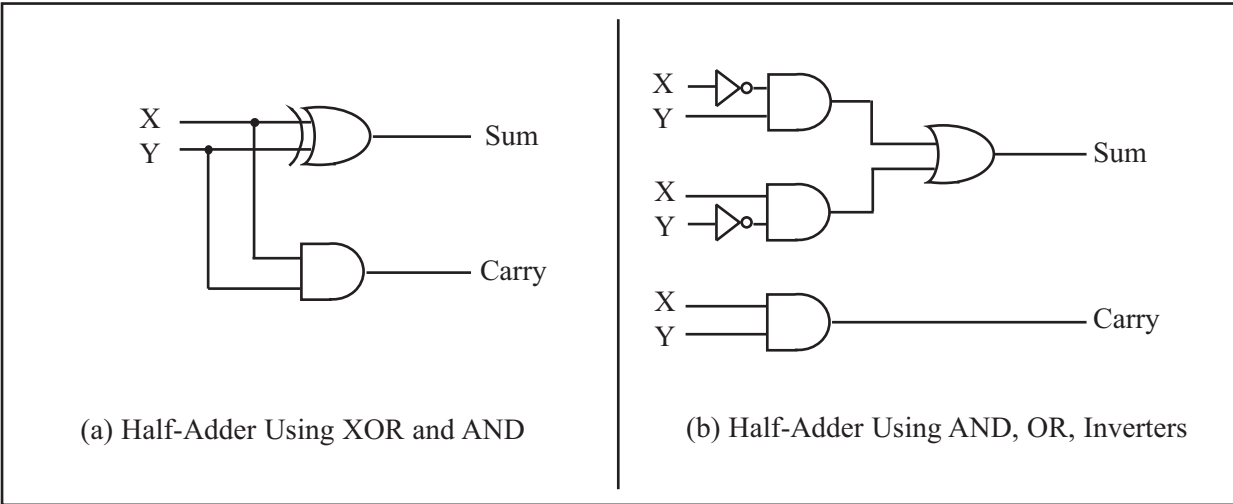 X
Y
Sum
Carry
(a) Half-Adder Using XOR and AND
X
Y
X
Y
Sum
X
Y
Carry
(b) Half-Adder Using AND, OR, Inverters